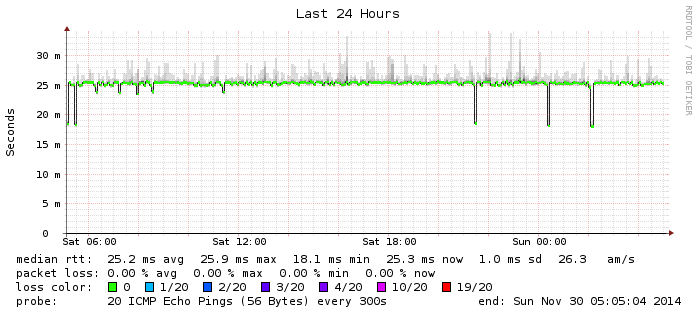 Last 24 Hours
RRDTOOL / TOBI OETIKER
Seconds
30 m
25 m
20 m
15 m
10 m
5 m
0
Sat 06:00 Sat 12:00 Sat 18:00 Sun 00:00
median rtt: 25.2 ms avg 25.9 ms max 18.1 ms min 25.3 ms now 1.0 ms sd 26.3 am/s
packet loss: 0.00 % avg 0.00 % max 0.00 % min 0.00 % now
loss color: 0 1/20 2/20 3/20 4/20 10/20 19/20
probe: 20 ICMP Echo Pings (56 Bytes) every 300s end: Sun Nov 30 05:05:04 2014